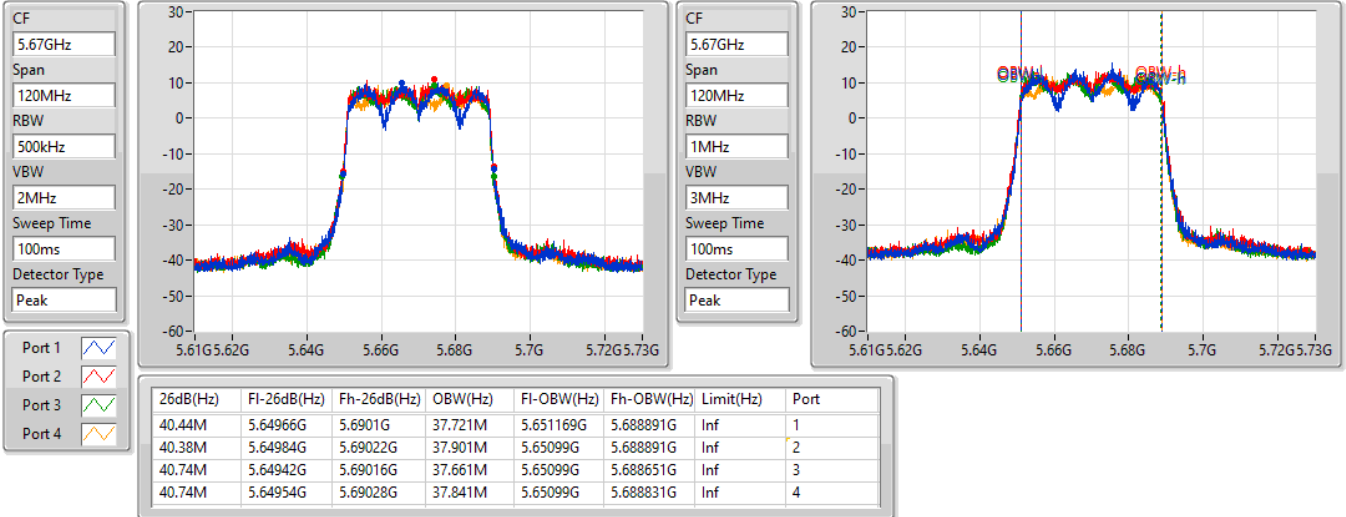 CF
5.67GHz
Span
120MHz
RBW
500kHz
VBW
2MHz
Sweep Time
100ms
Detector Type
Peak
30
20
10
0
-10
-20
-30
-40
-50
-60
5.61G 5.62G 5.64G 5.66G 5.68G 5.7G 5.72G 5.73G
CF
5.67GHz
Span
120MHz
RBW
1MHz
VBW
3MHz
Sweep Time
100ms
Detector Type
Peak
30
20
10
0
-10
-20
-30
-40
-50
-60
OBW-h
5.61G 5.62G 5.64G 5.66G 5.68G 5.7G 5.72G 5.73G
Port 1
Port 2
Port 3
Port 4
26dB(Hz) Fl-26dB(Hz) Fh-26dB(Hz) OBW(Hz) Fl-OBW(Hz) Fh-OBW(Hz) Limit(Hz) Port
40.44M 5.64966G 5.6901G 37.721M 5.651169G 5.688891G Inf 1
40.38M 5.64984G 5.69022G 37.901M 5.65099G 5.688891G Inf 2
40.74M 5.64942G 5.69016G 37.661M 5.65099G 5.688651G Inf 3
40.74M 5.64954G 5.69028G 37.841M 5.65099G 5.688831G Inf 4